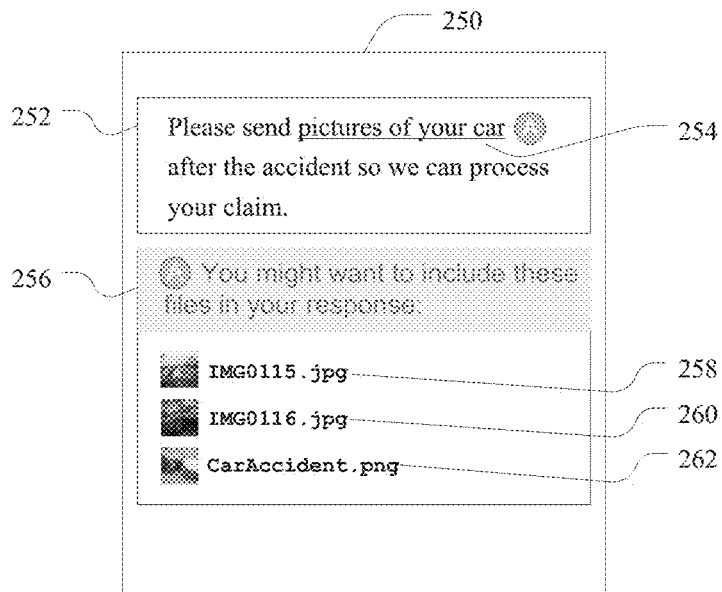 250
252
Please send pictures of your car
254
after the accident so we can process
your claim.
256
You might want to include these
files in your response:
IMG0115.jpg
258
IMG0116.jpg
260
CarAccident.png
262